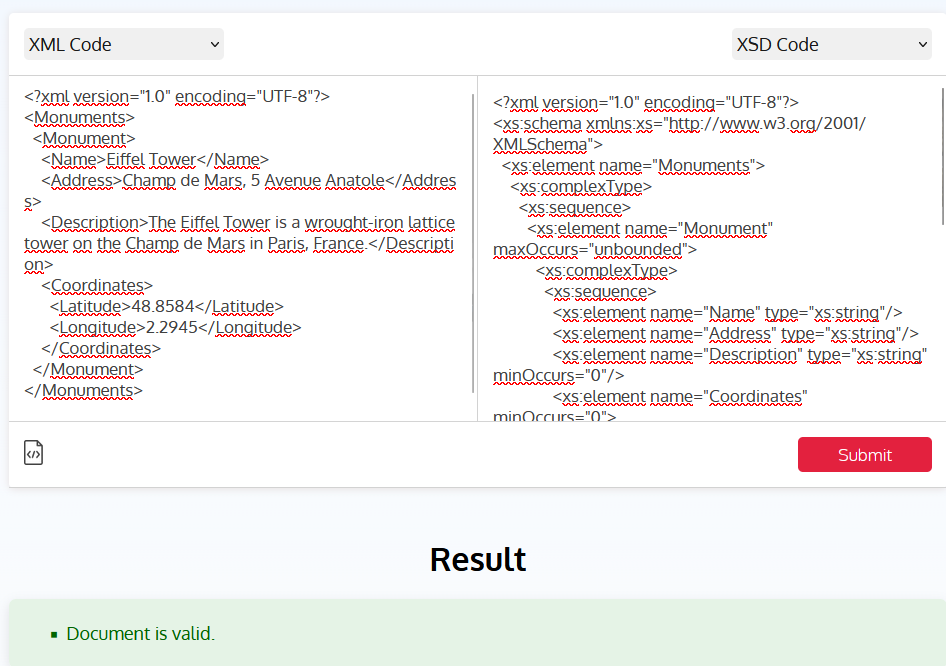 XML Code
XSD Code
<?xml version="1.0" encoding="UTF-8"?>
<Monuments>
<Monument>
<Name>Eiffel Tower</Name>
<Address>Champ de Mars, 5 Avenue Anatole</Addres
s>
<Description>The Eiffel Tower is a wrought-iron lattice
tower on the Champ de Mars in Paris, France.</Descripti
on>
<Coordinates>
<Latitude>48.8584</Latitude>
<Longitude>2.2945</Longitude>
</Coordinates>
</Monument>
</Monuments>
<?xml version="1.0" encoding="UTF-8"?>
<xs:schema xmlns:xs="http://www.w3.org/2001/
XMLSchema">
<xs:element name="Monuments">
<xs:complexType>
<xs:sequence>
<xs:element name="Monument"
maxOccurs="unbounded">
<xs:complexType>
<xs:sequence>
<xs:element name="Name" type="xs:string"/>
<xs:element name="Address" type="xs:string"/>
<xs:element name="Description" type="xs:string"
minOccurs="0"/>
<xs:element name="Coordinates"
minOccurs="0">
Submit
Result
Document is valid.